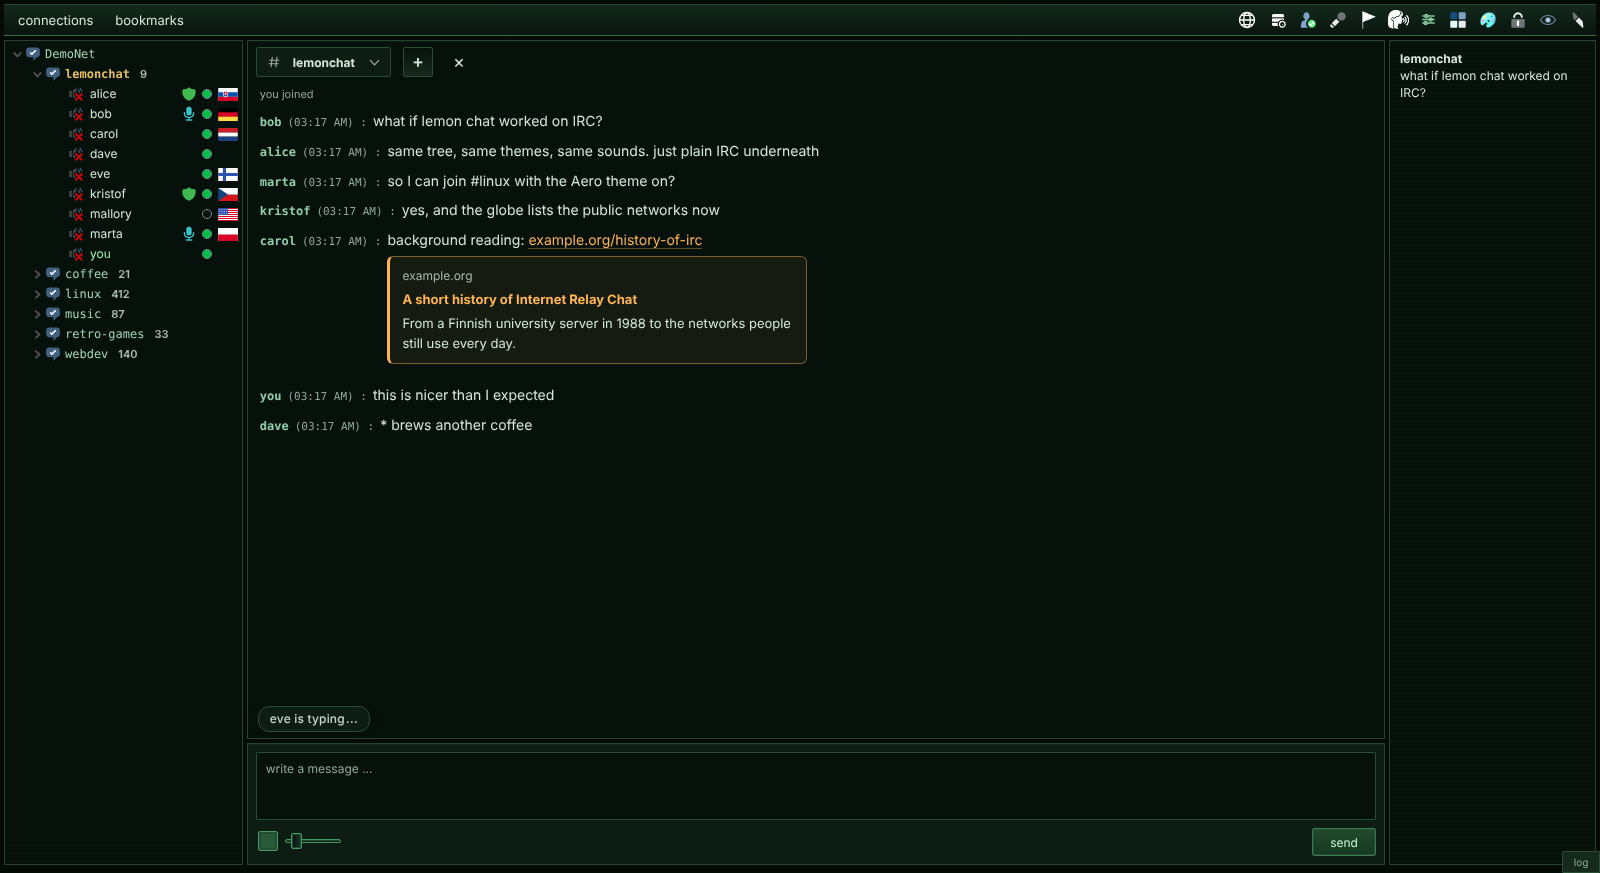 connections bookmarks
DemoNet
lemonchat 9
alice
bob
carol
dave
eve
kristof
mallory
marta
you
coffee 21
linux 412
music 87
retro-games 33
webdev 140
# lemonchat
you joined
bob (03:17 AM) : what if lemon chat worked on IRC?
alice (03:17 AM) : same tree, same themes, same sounds. just plain IRC underneath
marta (03:17 AM) : so I can join #linux with the Aero theme on?
kristof (03:17 AM) : yes, and the globe lists the public networks now
carol (03:17 AM) : background reading: example.org/history-of-irc
example.org
A short history of Internet Relay Chat
From a Finnish university server in 1988 to the networks people
still use every day.
you (03:17 AM) : this is nicer than I expected
dave (03:17 AM) : * brews another coffee
eve is typing...
write a message ...
send
lemonchat
what if lemon chat worked on
IRC?
log